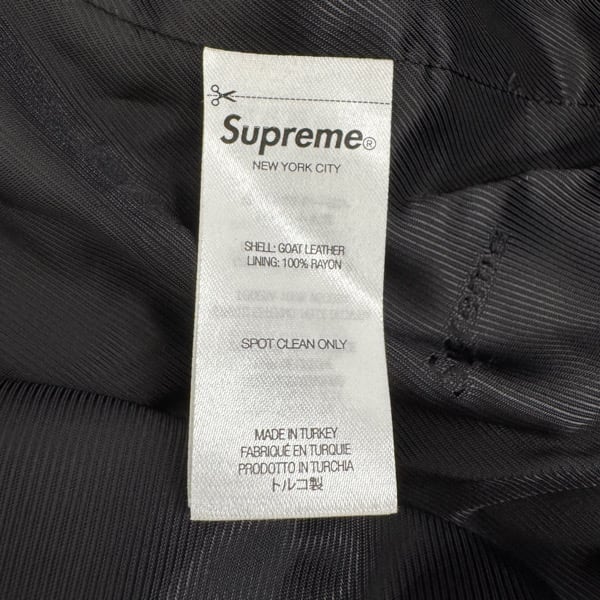 Supreme®
NEW YORK CITY
SHELL: GOAT LEATHER
LINING: 100% RAYON
SPOT CLEAN ONLY
MADE IN TURKEY
FABRIQUÉ EN TURQUIE
PRODOTTO IN TURCHIA
トルコ製
Supreme